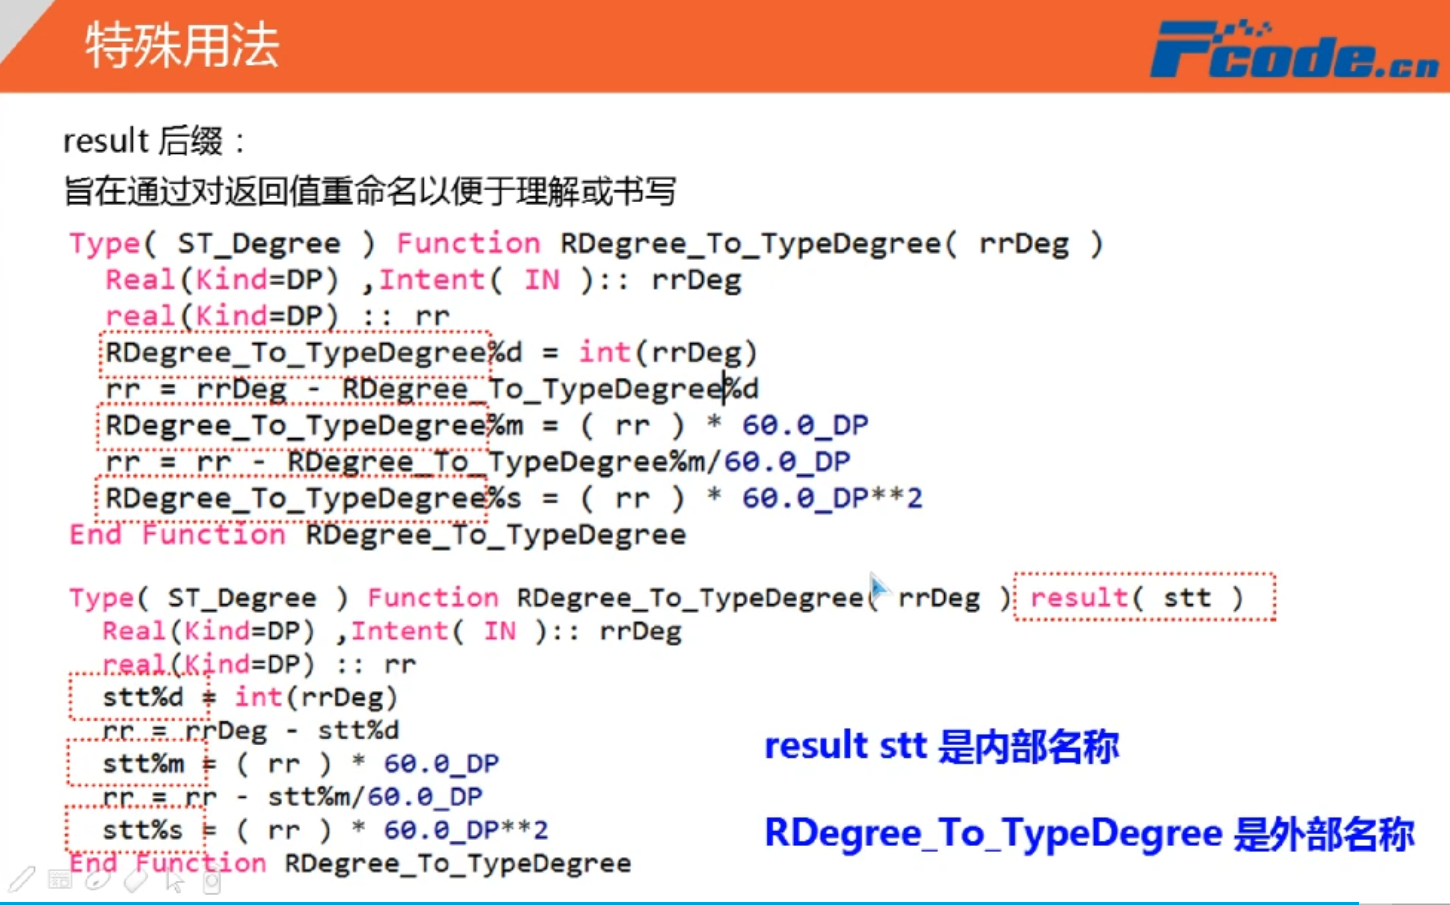 特殊用法
Fcode.cn
result 后缀：
旨在通过对返回值重命名以便于理解或书写
Type( ST_Degree ) Function RDegree_To_TypeDegree( rrDeg )
Real(Kind=DP) ,Intent( IN ):: rrDeg
real(Kind=DP) :: rr
RDegree_To_TypeDegree%d = int(rrDeg)
rr = rrDeg - RDegree_To_TypeDegree%d
RDegree_To_TypeDegree%m = ( rr ) * 60.0_DP
rr = rr - RDegree_To_TypeDegree%m/60.0_DP
RDegree_To_TypeDegree%s = ( rr ) * 60.0_DP**2
End Function RDegree_To_TypeDegree
Type( ST_Degree ) Function RDegree_To_TypeDegree( rrDeg ) result( stt )
Real(Kind=DP) ,Intent( IN ):: rrDeg
real(Kind=DP) :: rr
stt%d = int(rrDeg)
rr = rrDeg - stt%d
stt%m = ( rr ) * 60.0_DP
rr = rr - stt%m/60.0_DP
stt%s = ( rr ) * 60.0_DP**2
End Function RDegree_To_TypeDegree
result stt 是内部名称
RDegree_To_TypeDegree 是外部名称